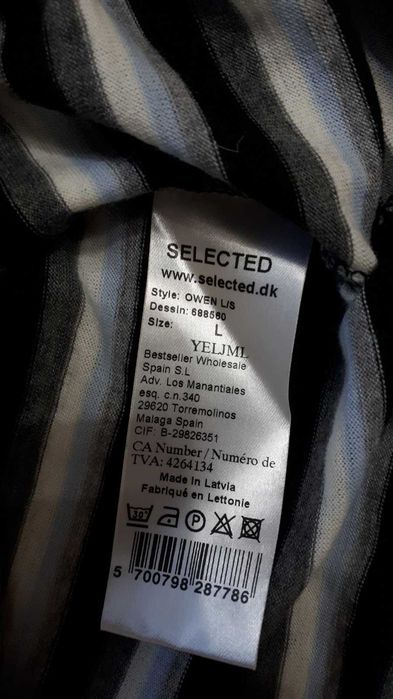 SELECTED
www.selected.dk
Style: OWEN L/S
Dessin: 688560
Size: L
YELJML
Bestseller Wholesale
Spain S.L
Adv. Los Manantiales
esq. c.n.340
29620 Torremolinos
Malaga Spain
CIF: B-29826351
CA Number/Numéro de
TVA: 4264134
Made In Latvia
Fabriqué en Lettonie
30° P
5 700798 287786